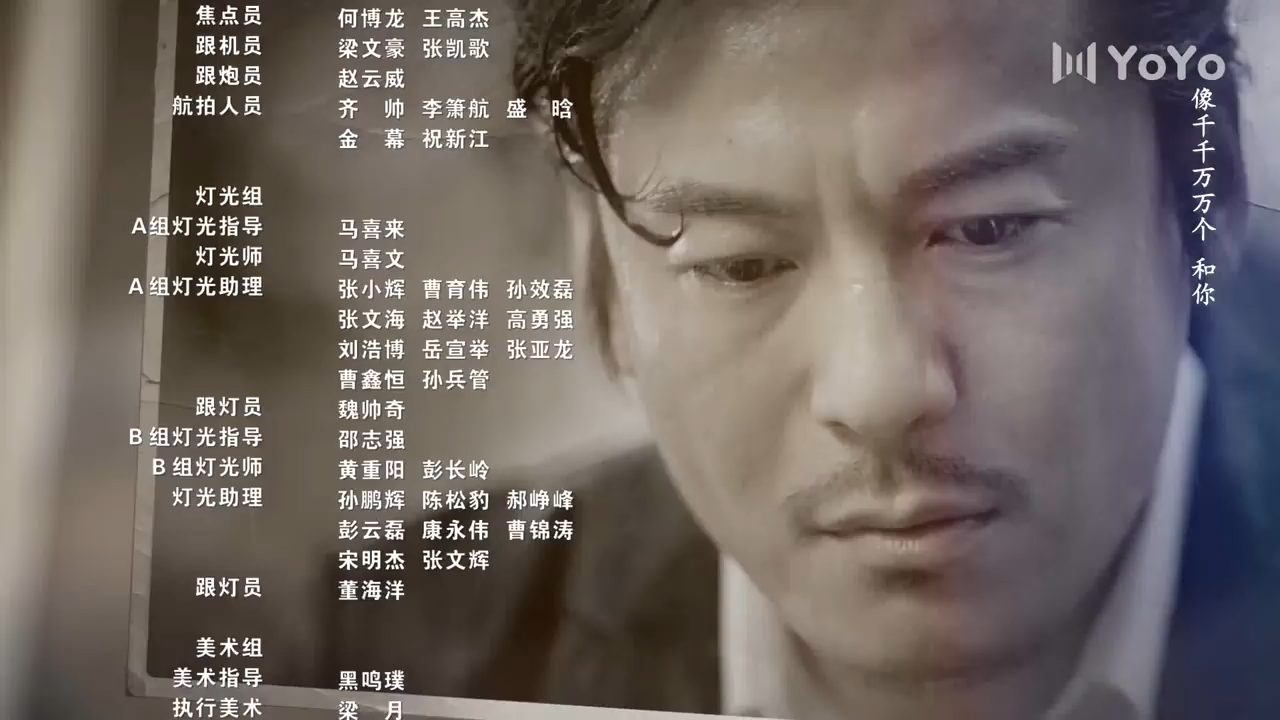 焦点员 何博龙 王高杰
跟机员 梁文豪 张凯歌
跟炮员 赵云威
航拍人员 齐 帅 李箫航 盛 晗
金 幕 祝新江
灯光组
A组灯光指导 马喜来
灯光师 马喜文
A组灯光助理 张小辉 曹育伟 孙效磊
张文海 赵举洋 高勇强
刘浩博 岳宣举 张亚龙
曹鑫恒 孙兵管
跟灯员 魏帅奇
B组灯光指导 邵志强
B组灯光师 黄重阳 彭长岭
灯光助理 孙鹏辉 陈松豹 郝峥峰
彭云磊 康永伟 曹锦涛
宋明杰 张文辉
跟灯员 董海洋
美术组
美术指导 黑鸣璞
执行美术 梁 月
YoYo
像千千万万个 和你